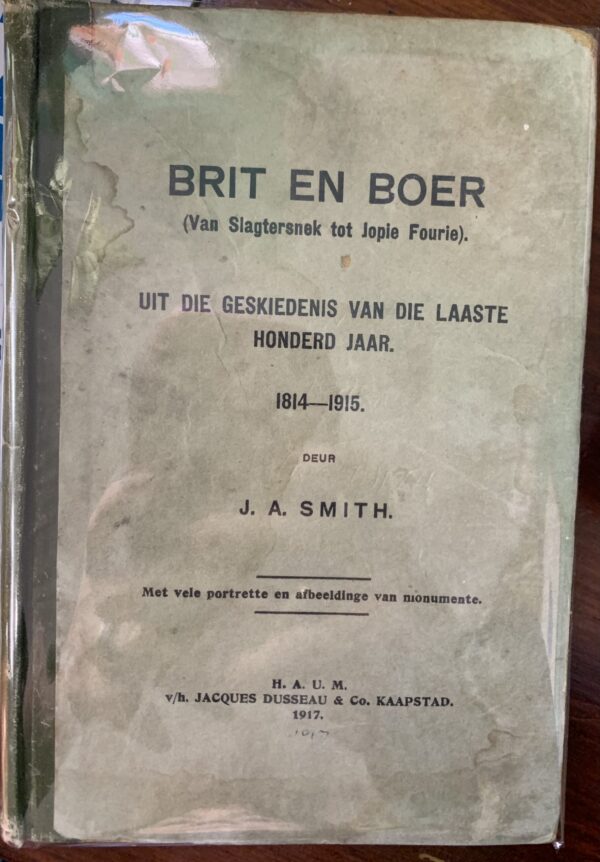 BRIT EN BOER
(Van Slagtersnek tot Jopie Fourie).
UIT DIE GESKIEDENIS VAN DIE LAASTE
HONDERD JAAR.
1814—1915.
DEUR
J. A. SMITH.
Met vele portrette en afbeeldinge van monumente.
H. A. U. M.
v/h. JACQUES DUSSEAU & Co. KAAPSTAD.
1917.